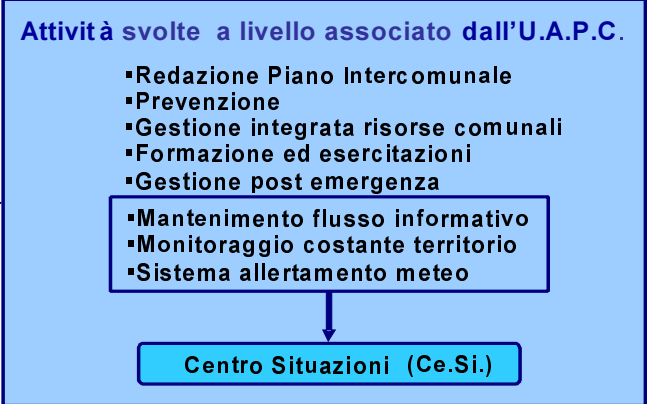 Attività svolte a livello associato dall'U.A.P.C.
▪Redazione Piano Intercomunale
▪Prevenzione
▪Gestione integrata risorse comunali
▪Formazione ed esercitazioni
▪Gestione post emergenza
▪Mantenimento flusso informativo
▪Monitoraggio costante territorio
▪Sistema allertamento meteo
Centro Situazioni (Ce.Si.)